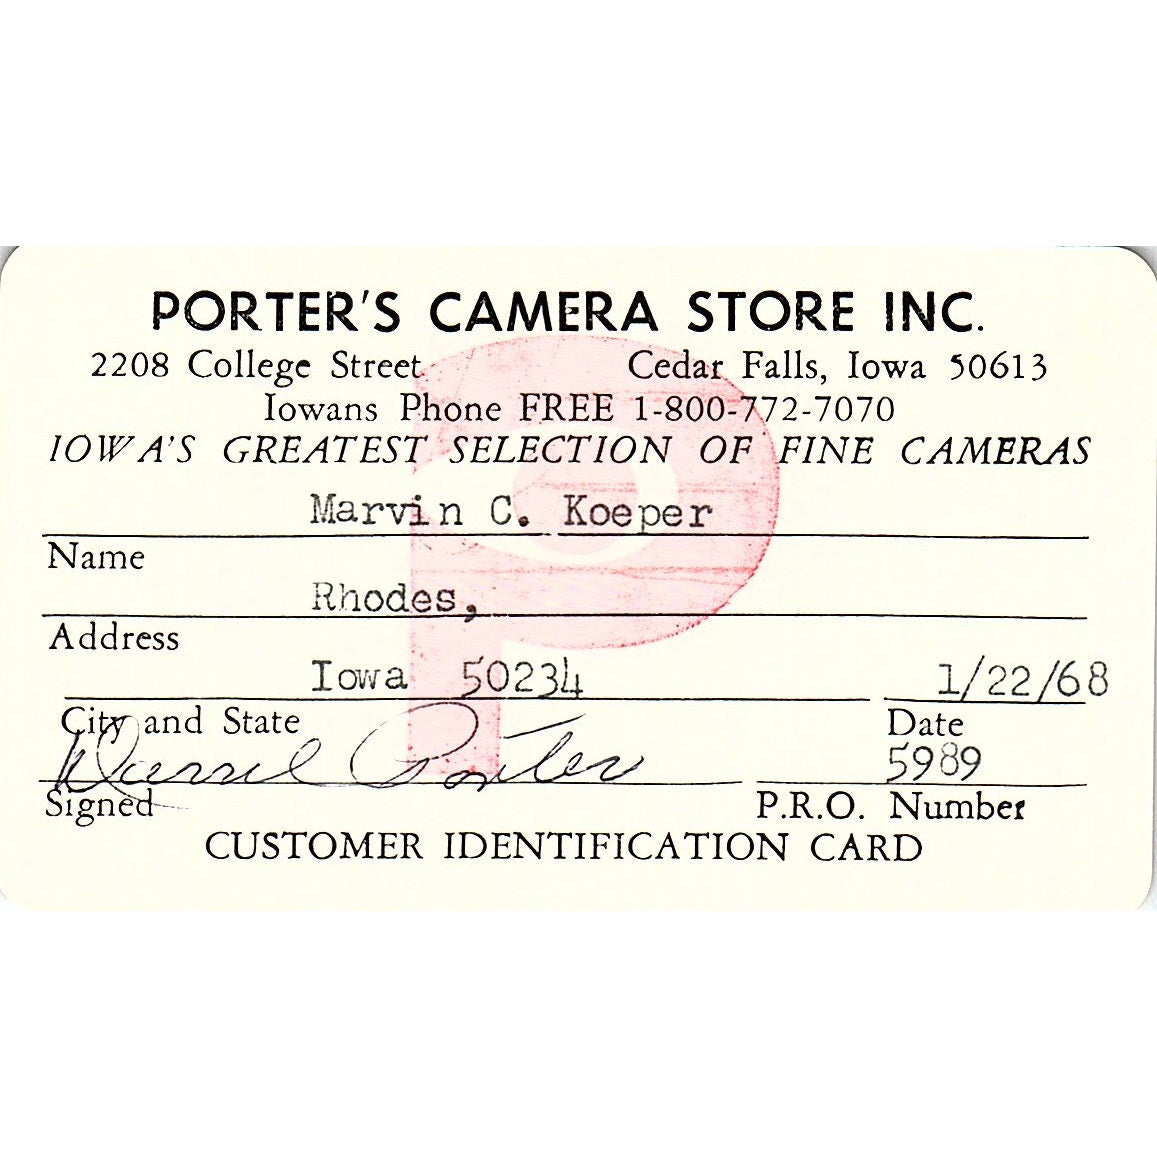 PORTER'S CAMERA STORE INC.
2208 College Street Cedar Falls, Iowa 50613
Iowans Phone FREE 1-800-772-7070
IOWA'S GREATEST SELECTION OF FINE CAMERAS
Marvin C. Koeper
Name
Rhodes,
Address
Iowa 50234 1/22/68
City and State Date
Darrel Porter 5989
Signed P.R.O. Number
CUSTOMER IDENTIFICATION CARD
P